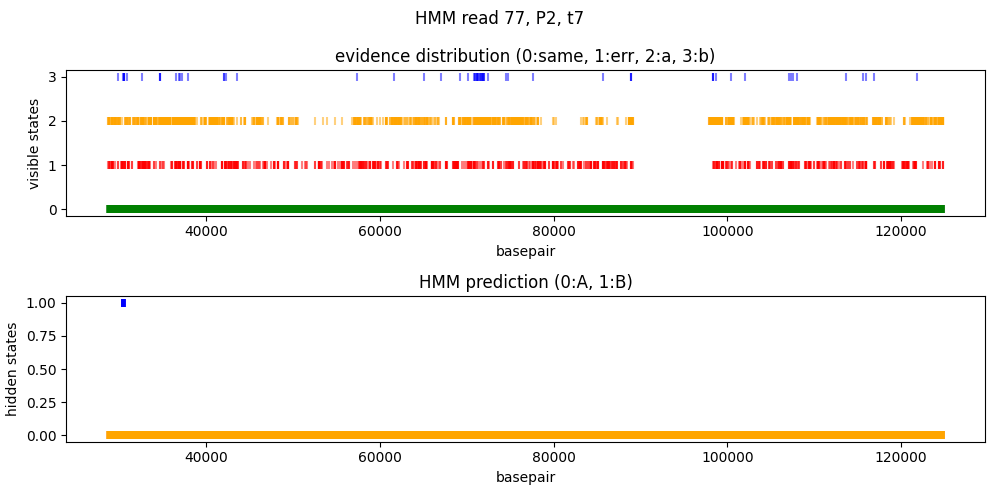 HMM read 77, P2, t7
evidence distribution (0:same, 1:err, 2:a, 3:b)
visible states
3
2
1
0
40000 60000 80000 100000 120000
basepair
HMM prediction (0:A, 1:B)
hidden states
1.00
0.75
0.50
0.25
0.00
40000 60000 80000 100000 120000
basepair